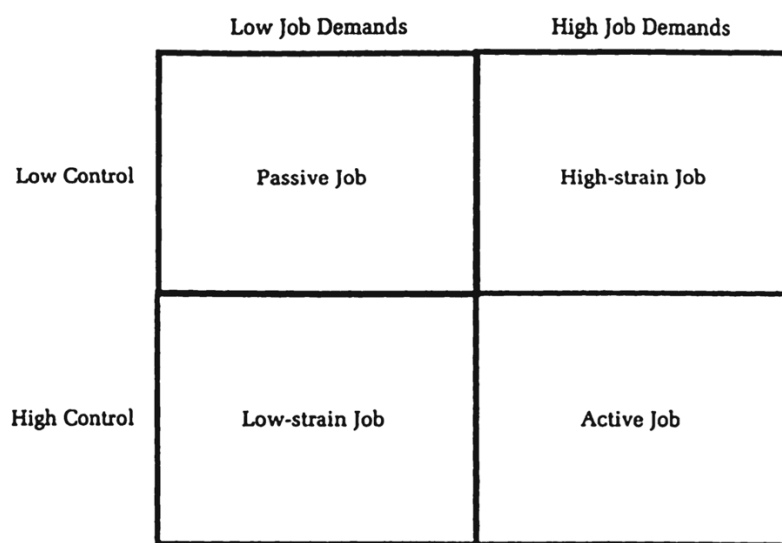 Low Job Demands
High Job Demands
Low Control
Passive Job
High-strain Job
High Control
Low-strain Job
Active Job